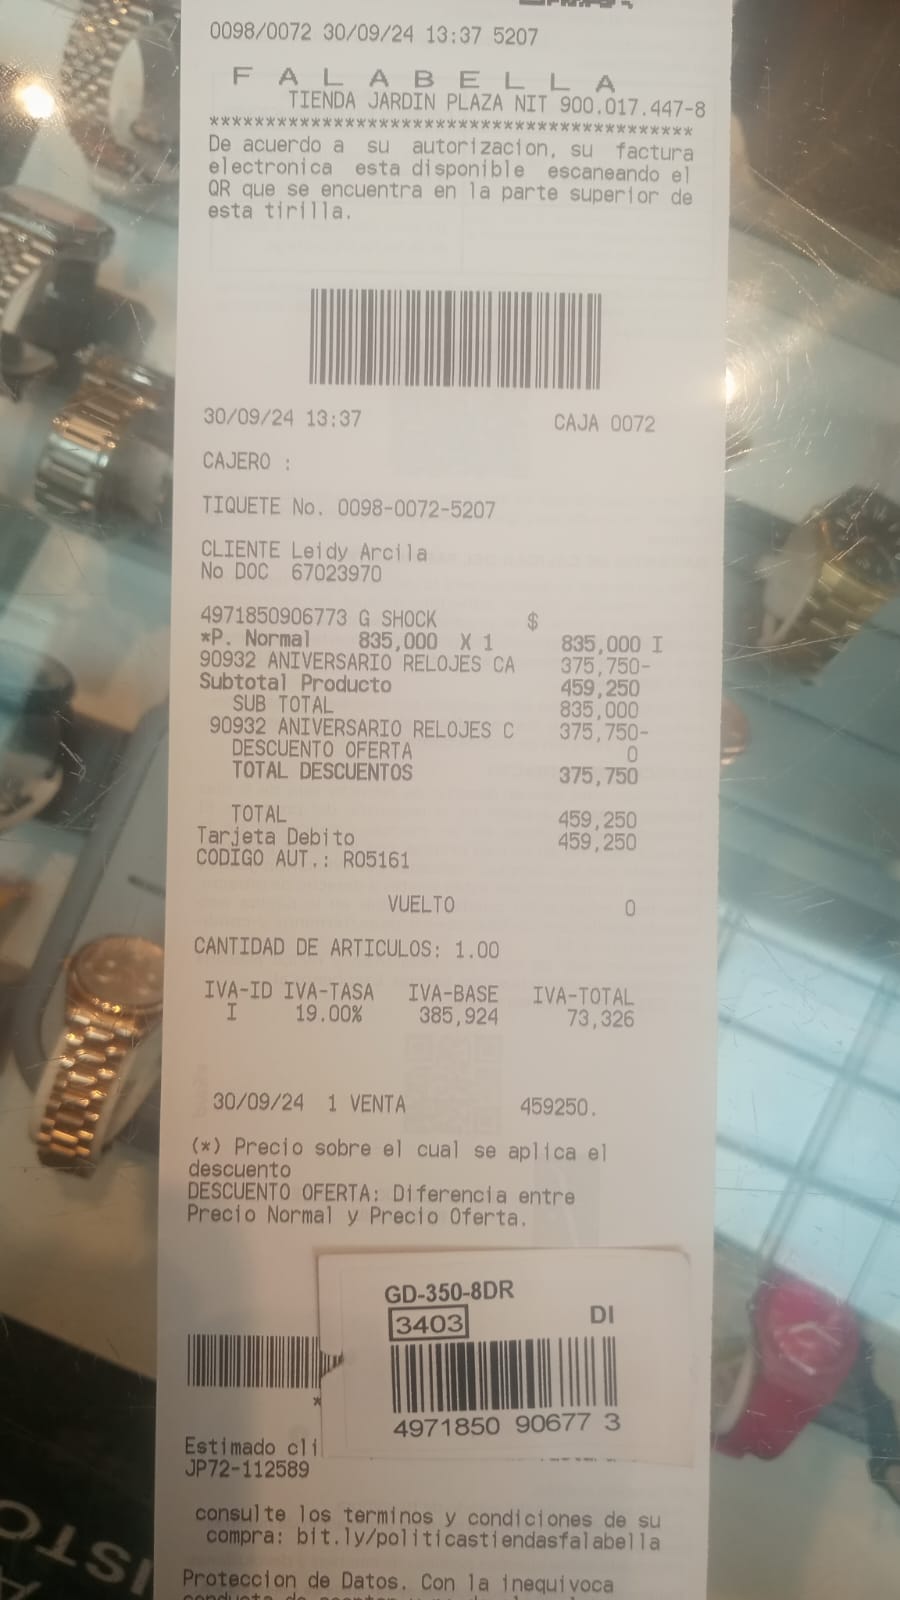 0098/0072 30/09/24 13:37 5207
F A L A B E L L A
TIENDA JARDIN PLAZA NIT 900.017.447-8
******************************************
De acuerdo a su autorizacion, su factura
electronica esta disponible escaneando el
QR que se encuentra en la parte superior de
esta tirilla.
30/09/24 13:37 CAJA 0072
CAJERO :
TIQUETE No. 0098-0072-5207
CLIENTE Leidy Arcila
No DOC 67023970
4971850906773 G SHOCK $
*P. Normal 835,000 X 1 835,000 I
90932 ANIVERSARIO RELOJES CA 375,750-
Subtotal Producto 459,250
SUB TOTAL 835,000
90932 ANIVERSARIO RELOJES C 375,750-
DESCUENTO OFERTA 0
TOTAL DESCUENTOS 375,750
TOTAL 459,250
Tarjeta Debito 459,250
CODIGO AUT.: R05161
VUELTO 0
CANTIDAD DE ARTICULOS: 1.00
IVA-ID IVA-TASA IVA-BASE IVA-TOTAL
I 19.00% 385,924 73,326
30/09/24 1 VENTA 459250.
(*) Precio sobre el cual se aplica el
descuento
DESCUENTO OFERTA: Diferencia entre
Precio Normal y Precio Oferta.
GD-350-8DR
3403 DI
4971850 90677 3
*
Estimado cli
JP72-112589
consulte los terminos y condiciones de su
compra: bit.ly/politicastiendasfalabella
Proteccion de Datos. Con la inequivoca